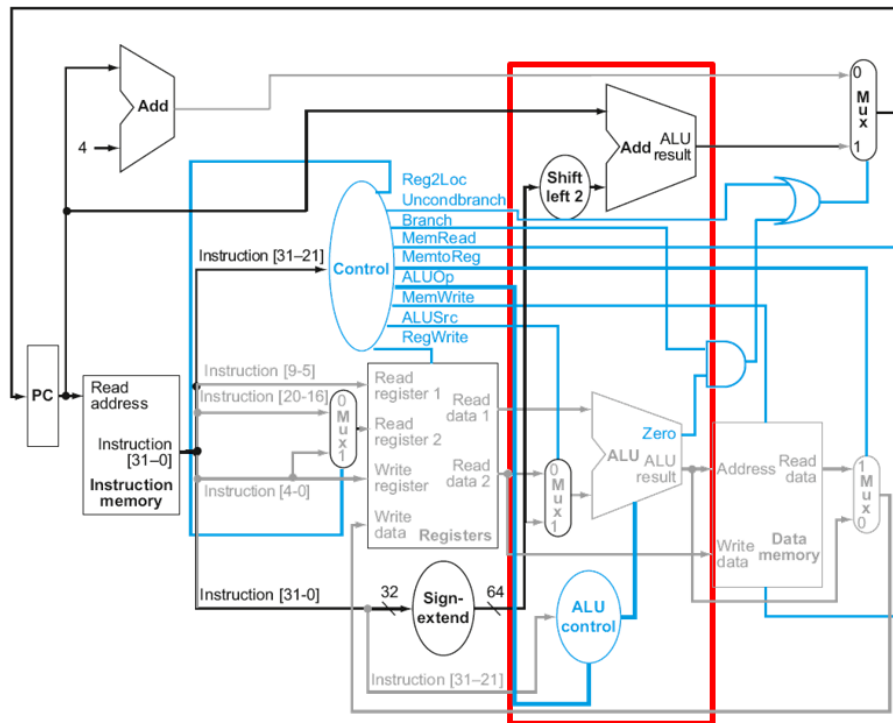 Add
4
0
M
u
x
1
Add
ALU
result
Shift
left 2
Reg2Loc
Uncondbranch
Branch
MemRead
MemtoReg
ALUOp
MemWrite
ALUSrc
RegWrite
Instruction [31–21]
Control
PC
Read
address
Instruction
[31–0]
Instruction
memory
Instruction [9-5]
Instruction [20-16]
Instruction [4-0]
0
M
u
x
1
Read
register 1
Read
register 2
Write
register
Write
data
Read
data 1
Read
data 2
Registers
0
M
u
x
1
Zero
ALU
ALU
result
Address
Read
data
Write
data
Data
memory
1
M
u
x
0
Instruction [31-0]
32
Sign-
extend
64
ALU
control
Instruction [31–21]